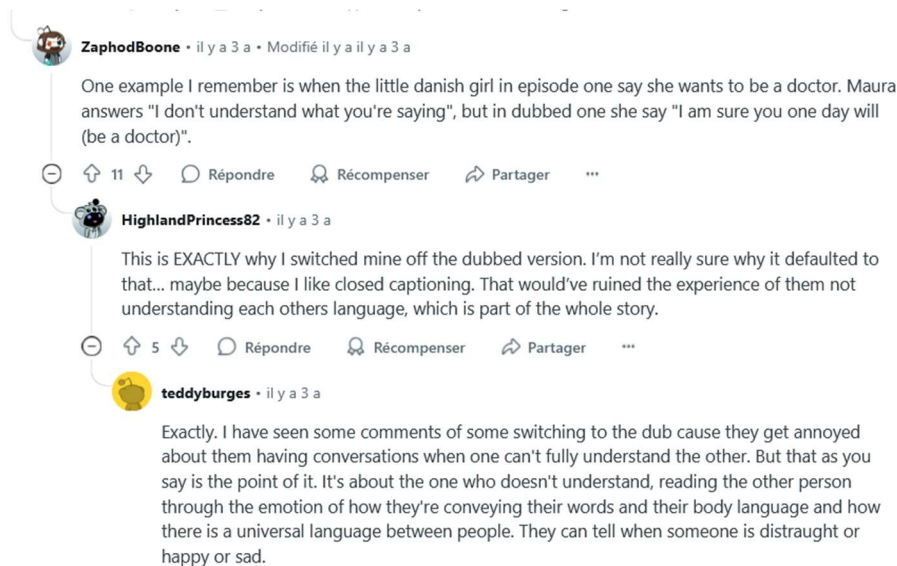 ZaphodBoone • il y a 3 a • Modifié il y a il y a 3 a
One example I remember is when the little danish girl in episode one say she wants to be a doctor. Maura
answers "I don't understand what you're saying", but in dubbed one she say "I am sure you one day will
(be a doctor)".
11 Répondre Récompenser Partager ...
HighlandPrincess82 • il y a 3 a
This is EXACTLY why I switched mine off the dubbed version. I'm not really sure why it defaulted to
that... maybe because I like closed captioning. That would've ruined the experience of them not
understanding each others language, which is part of the whole story.
5 Répondre Récompenser Partager ...
teddyburges • il y a 3 a
Exactly. I have seen some comments of some switching to the dub cause they get annoyed
about them having conversations when one can't fully understand the other. But that as you
say is the point of it. It's about the one who doesn't understand, reading the other person
through the emotion of how they're conveying their words and their body language and how
there is a universal language between people. They can tell when someone is distraught or
happy or sad.